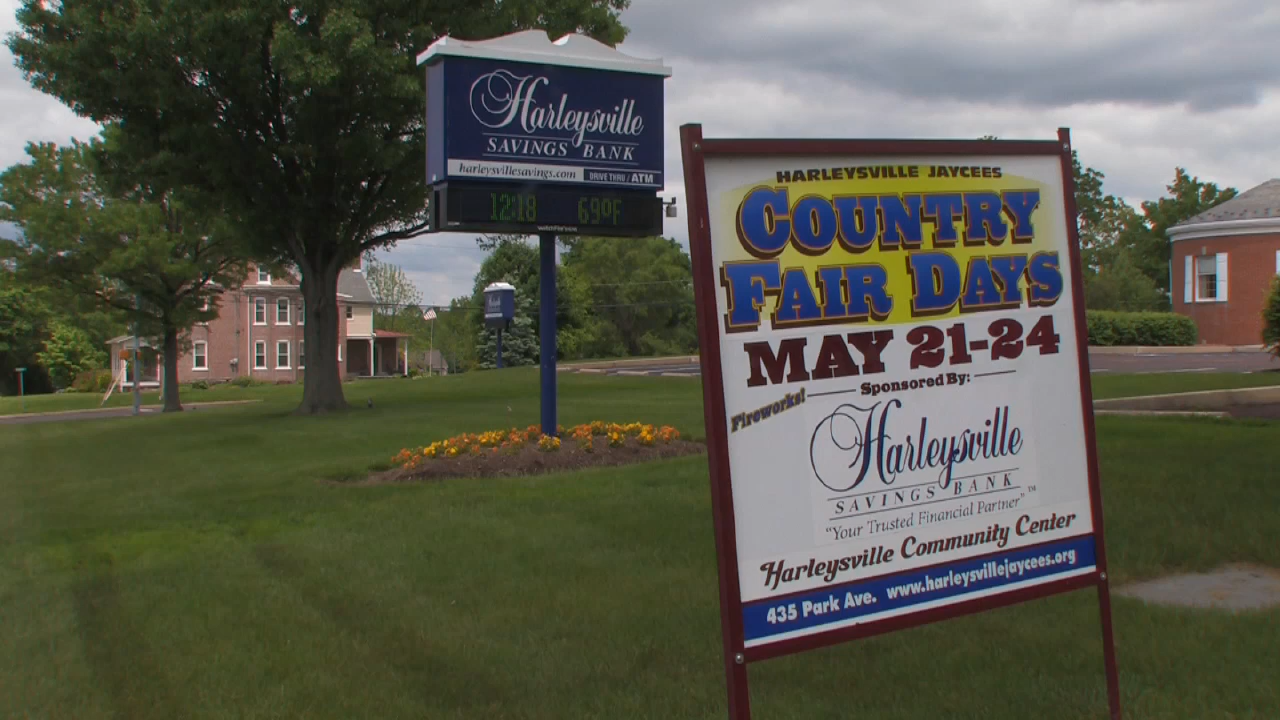 Harleysville
SAVINGS BANK
harleysvillesavings.com DRIVE THRU / ATM
12:18 69°F
HARLEYSVILLE JAYCEES
COUNTRY
FAIR DAYS
MAY 21-24
Sponsored By:
Fireworks!
Harleysville
SAVINGS BANK
"Your Trusted Financial Partner"™
Harleysville Community Center
435 Park Ave. www.harleysvillejaycees.org